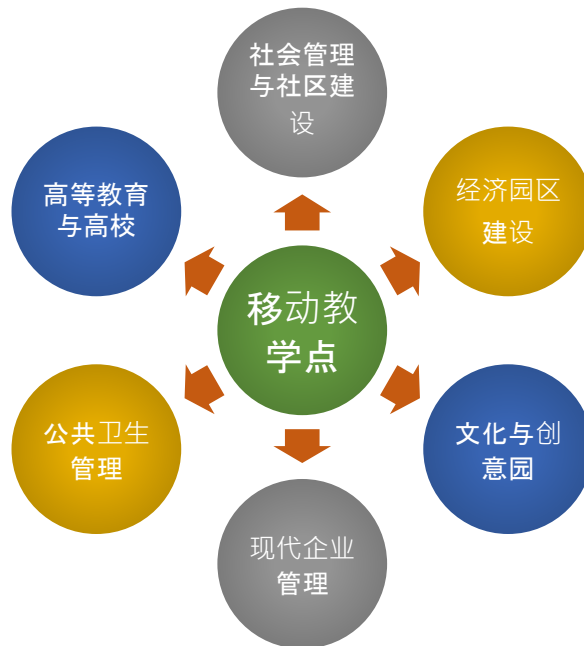 社会管理
与社区建
设
高等教育
与高校
经济园区
建设
移动教
学点
公共卫生
管理
文化与创
意园
现代企业
管理